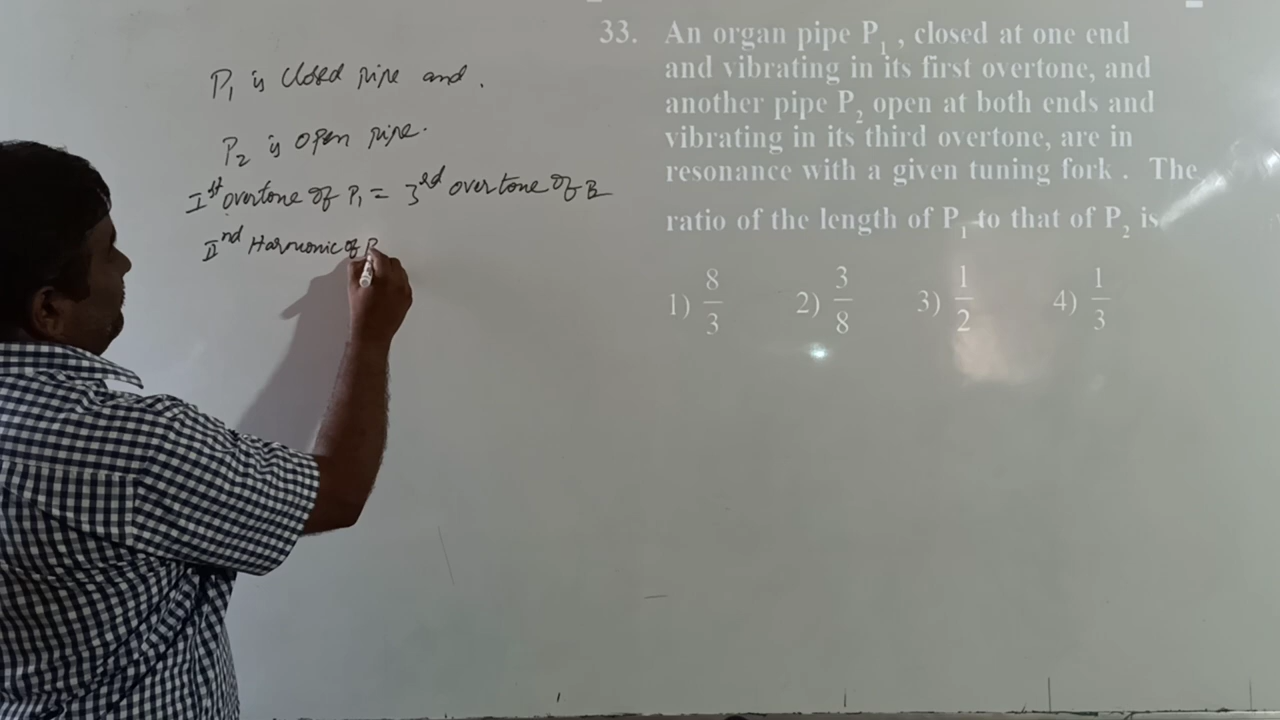 P₁ is closed pipe and .
P₂ is open pipe.
Iˢᵗ overtone of P₁ = 3ʳᵈ overtone of P₂
IIⁿᵈ Harmonic of P
33. An organ pipe P₁ , closed at one end
and vibrating in its first overtone, and
another pipe P₂ open at both ends and
vibrating in its third overtone, are in
resonance with a given tuning fork . The
ratio of the length of P₁ to that of P₂ is
1) 8/3 2) 3/8 3) 1/2 4) 1/3